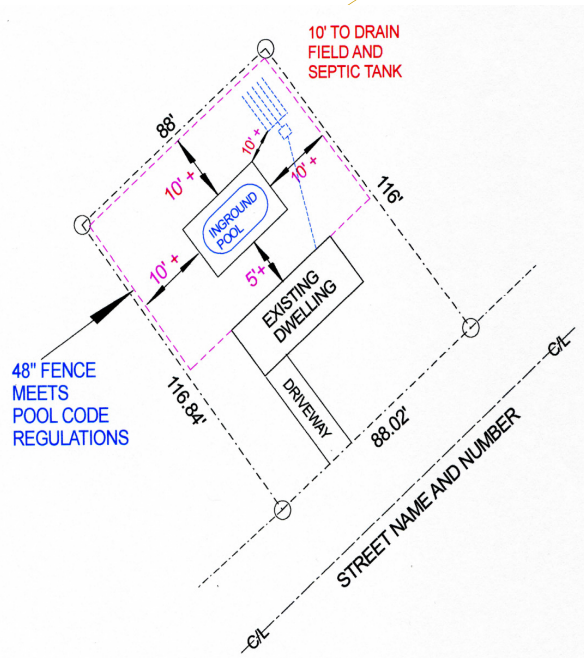 10' TO DRAIN
FIELD AND
SEPTIC TANK
88'
10' +
10' +
10' +
116'
INGROUND
POOL
10' +
5'+
EXISTING
DWELLING
48" FENCE
MEETS
POOL CODE
REGULATIONS
116.84'
DRIVEWAY
88.02'
C/L
STREET NAME AND NUMBER
C/L